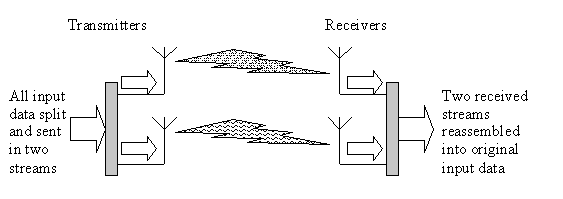 Transmitters
Receivers
All input
data split
and sent
in two
streams
Two received
streams
reassembled
into original
input data